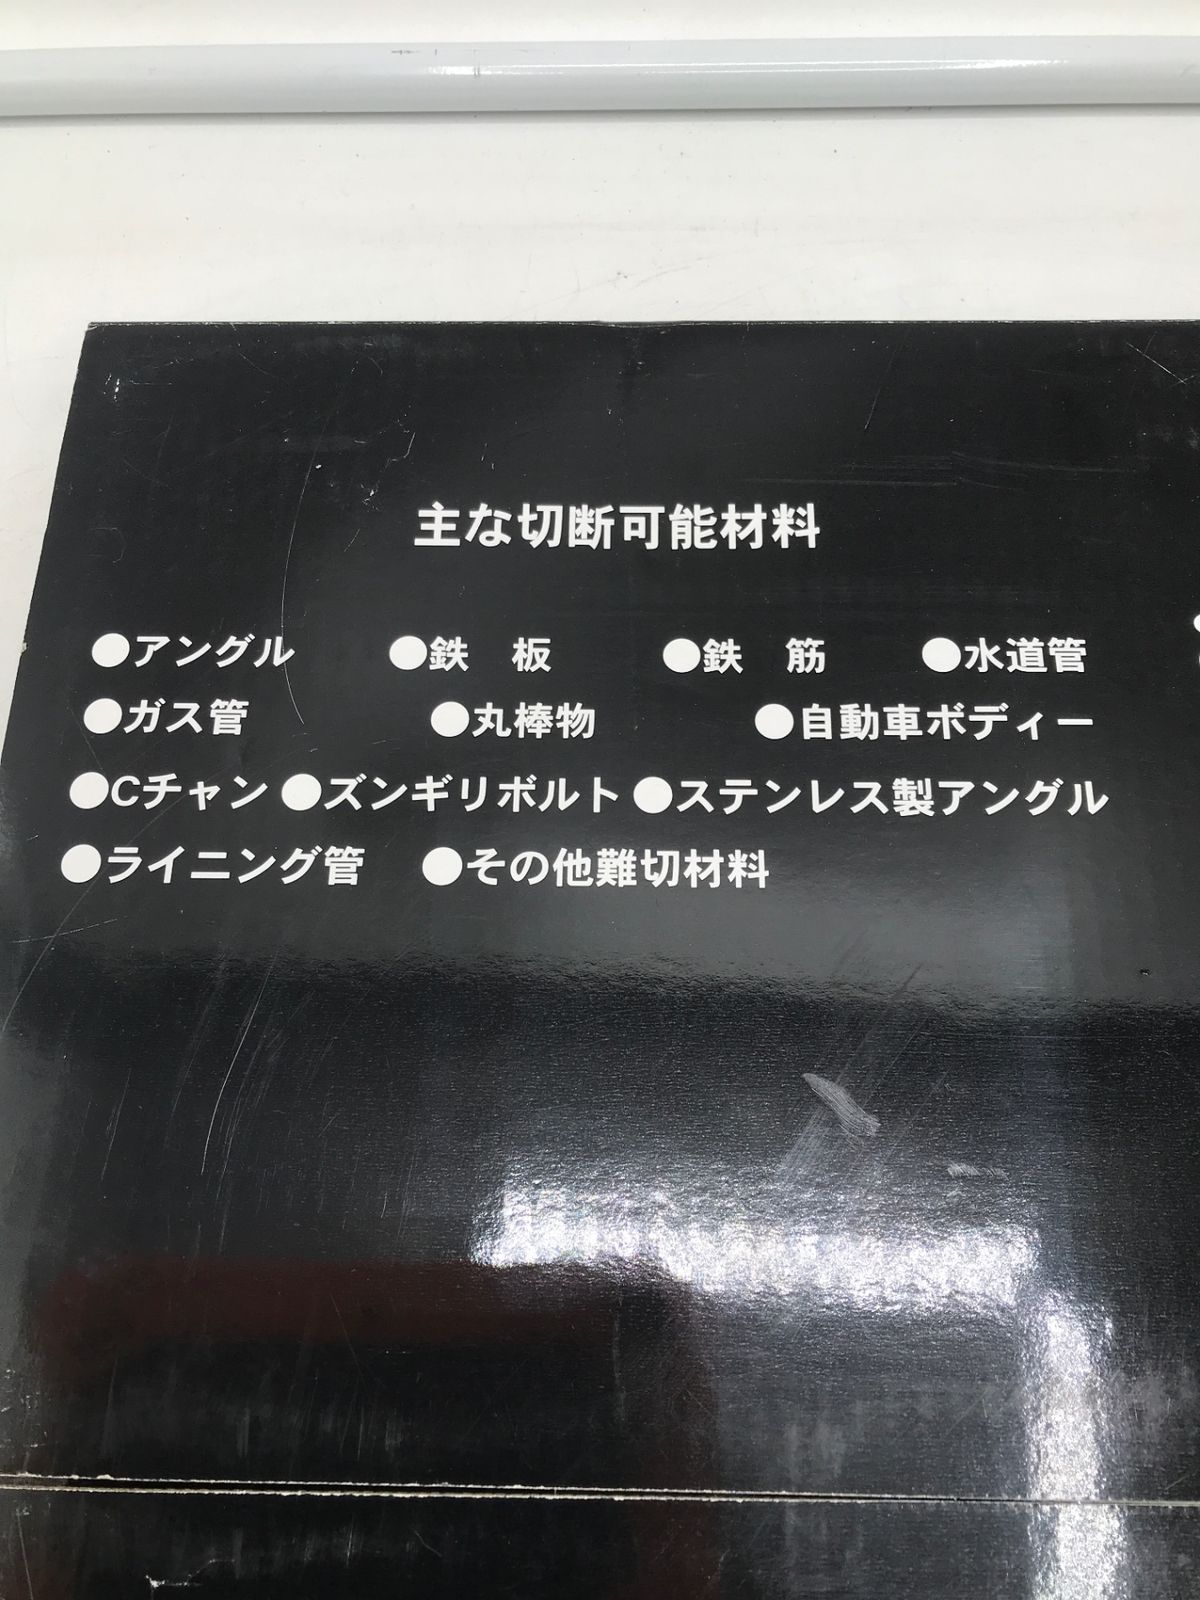 主な切断可能材料
●アングル ●鉄　板 ●鉄　筋 ●水道管
●ガス管 ●丸棒物 ●自動車ボディー
●Cチャン ●ズンギリボルト ●ステンレス製アングル
●ライニング管 ●その他難切材料